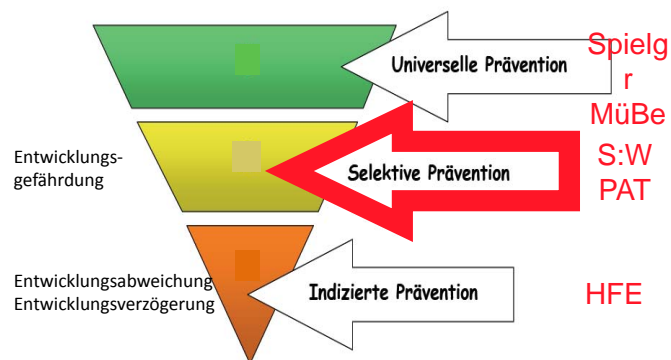 Universelle Prävention
Spielg
r
MüBe
Entwicklungs-
gefährdung
Selektive Prävention
S:W
PAT
Entwicklungsabweichung
Entwicklungsverzögerung
Indizierte Prävention
HFE